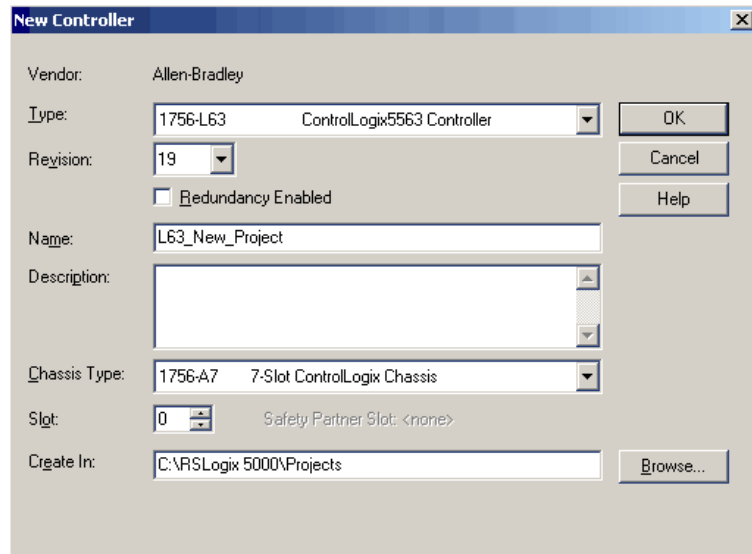 New Controller
Vendor: Allen-Bradley
Type: 1756-L63 ControlLogix5563 Controller OK
Revision: 19 Cancel
Redundancy Enabled Help
Name: L63_New_Project
Description:
Chassis Type: 1756-A7 7-Slot ControlLogix Chassis
Slot: 0 Safety Partner Slot: <none>
Create In: C:\RSLogix 5000\Projects Browse...